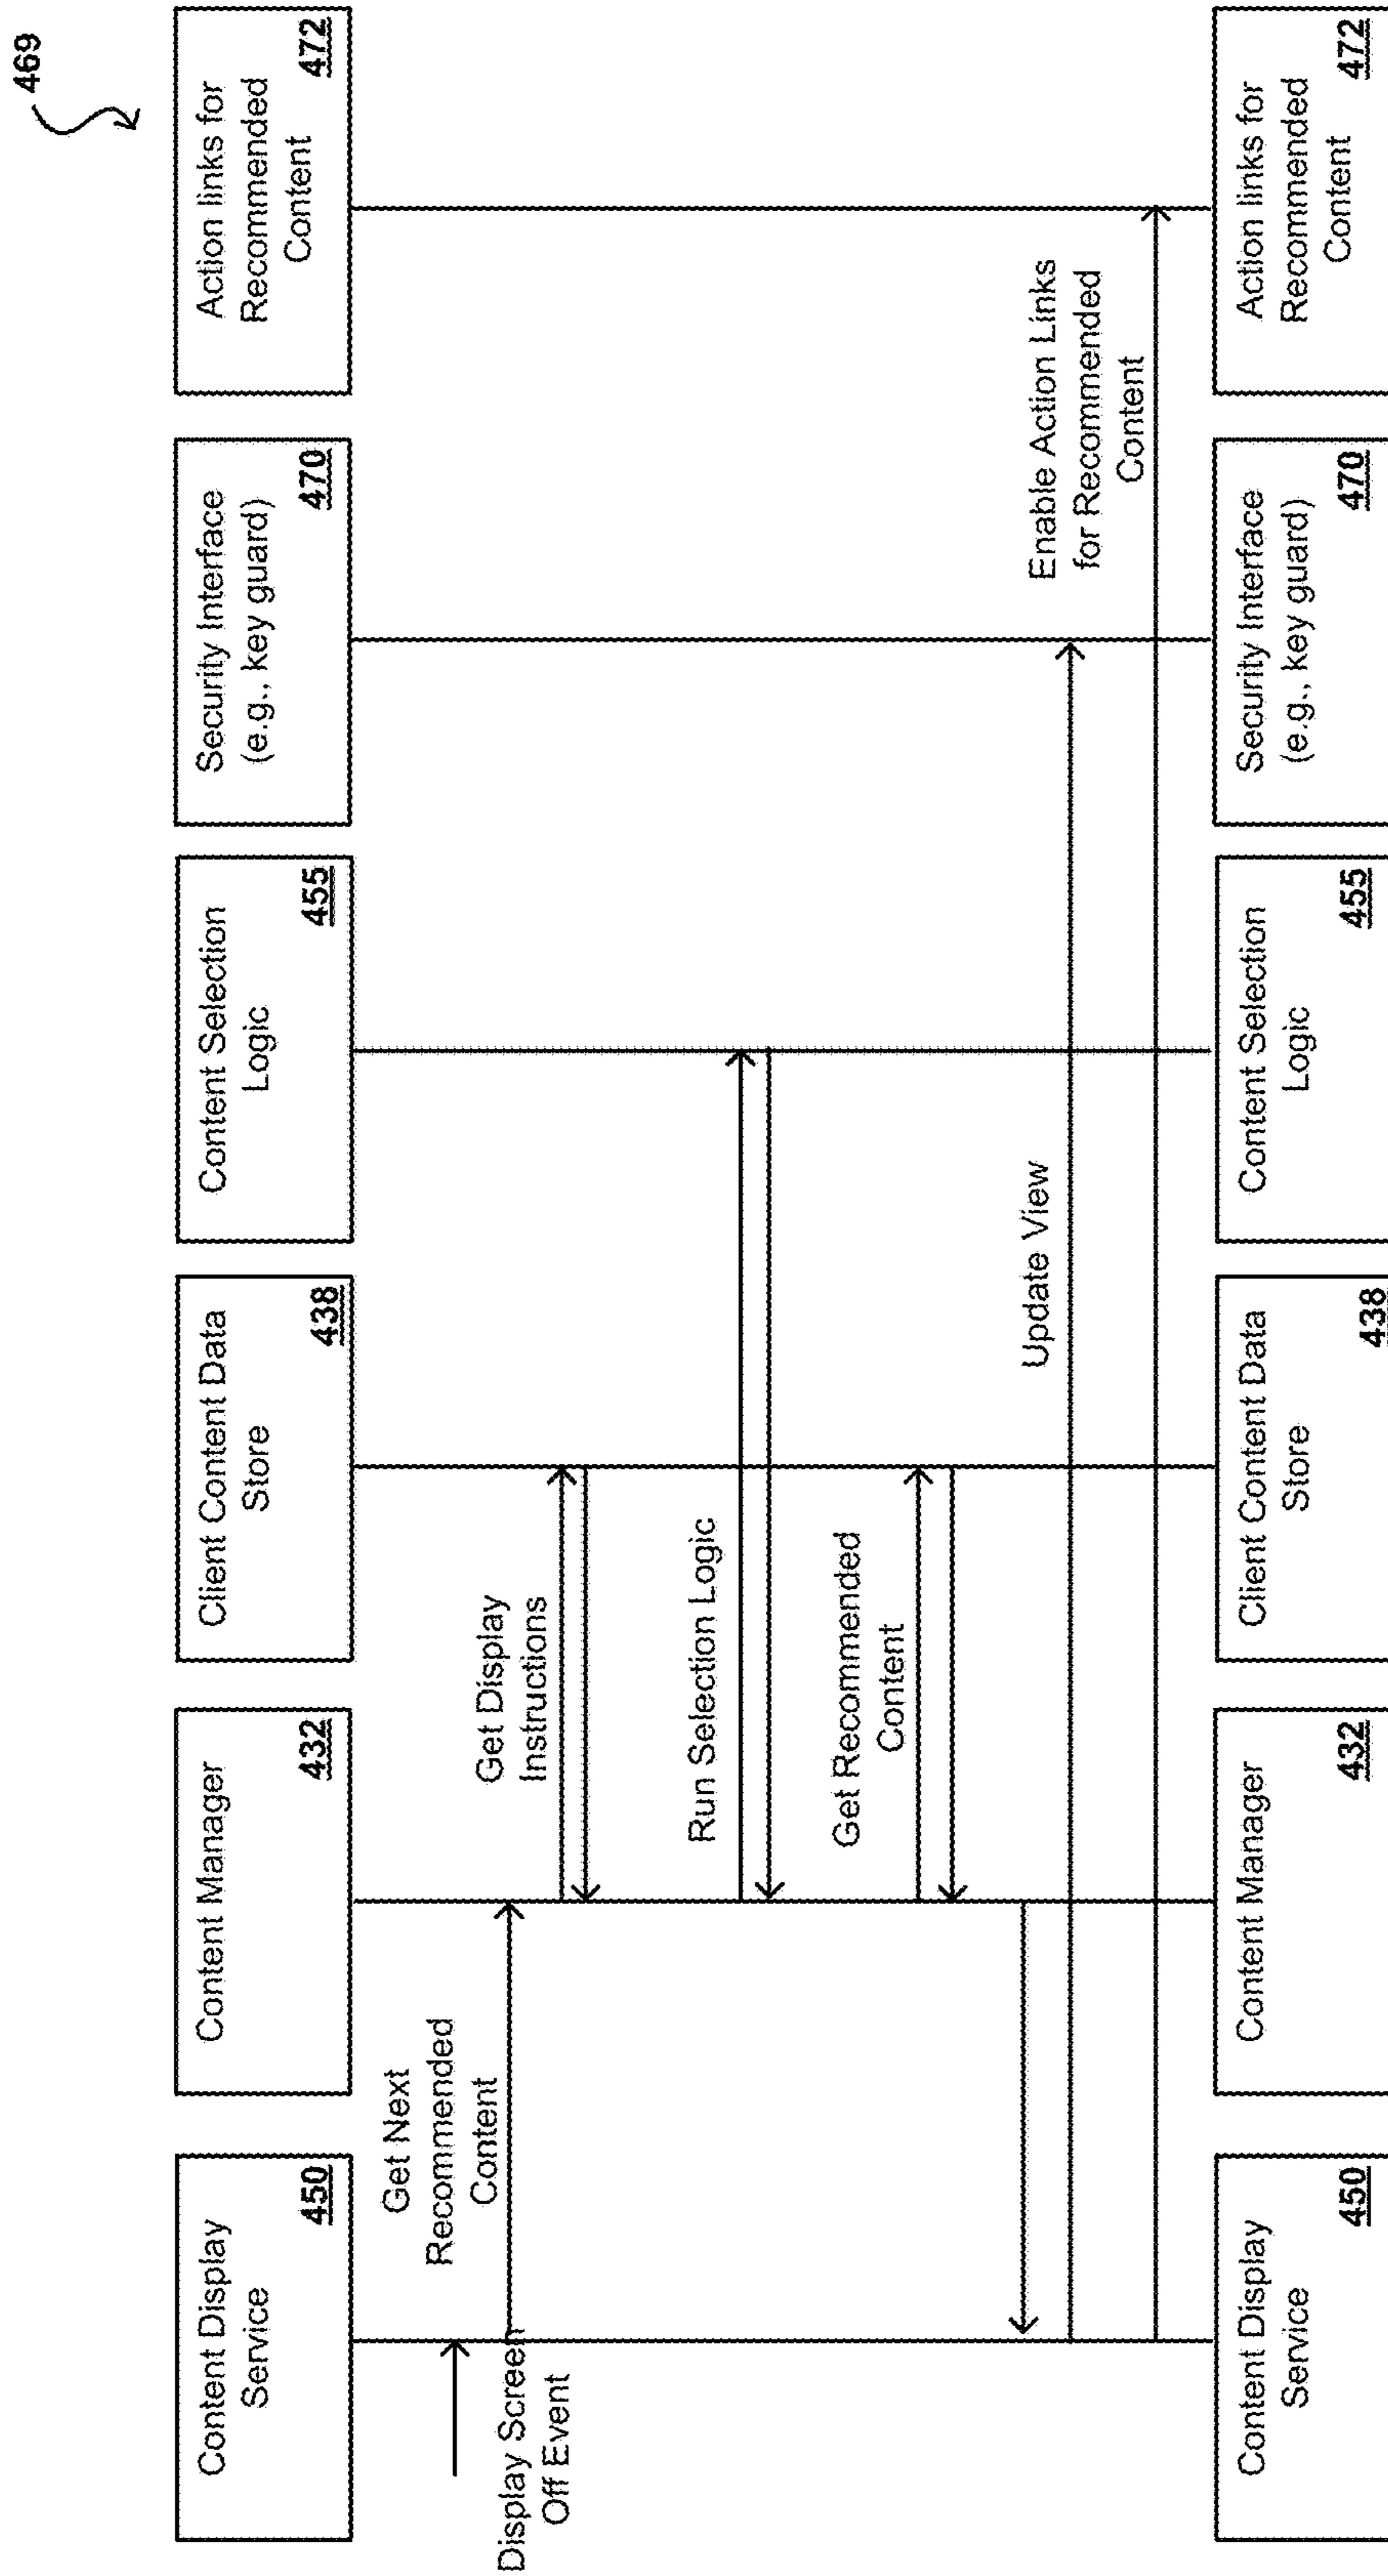 469
Content Display
Service
450
Content Manager
432
Client Content Data
Store
438
Content Selection
Logic
455
Security Interface
(e.g., key guard)
470
Action links for
Recommended
Content
472
Display Screen
Off Event
Get Next
Recommended
Content
Get Display
Instructions
Run Selection Logic
Get Recommended
Content
Update View
Enable Action Links
for Recommended
Content
Content Display
Service
450
Content Manager
432
Client Content Data
Store
438
Content Selection
Logic
455
Security Interface
(e.g., key guard)
470
Action links for
Recommended
Content
472